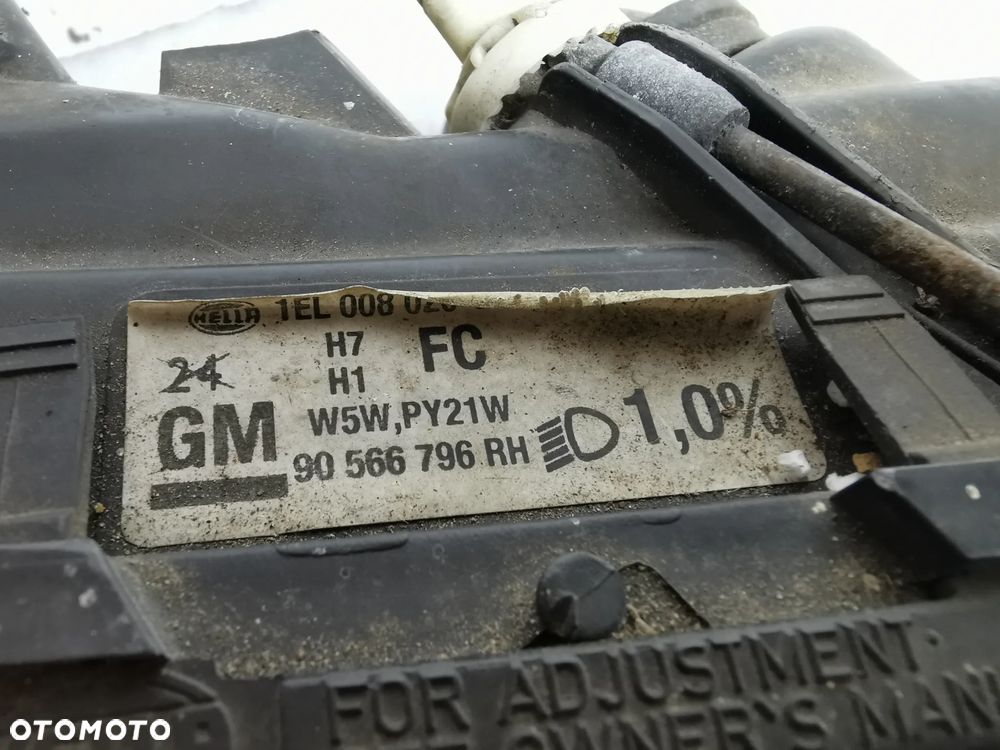 HELLA 1EL 008 020
H7 FC
24
H1
GM W5W,PY21W
90 566 796 RH 1,0%
FOR ADJUSTMENT
OWNER'S
OTOMOTO